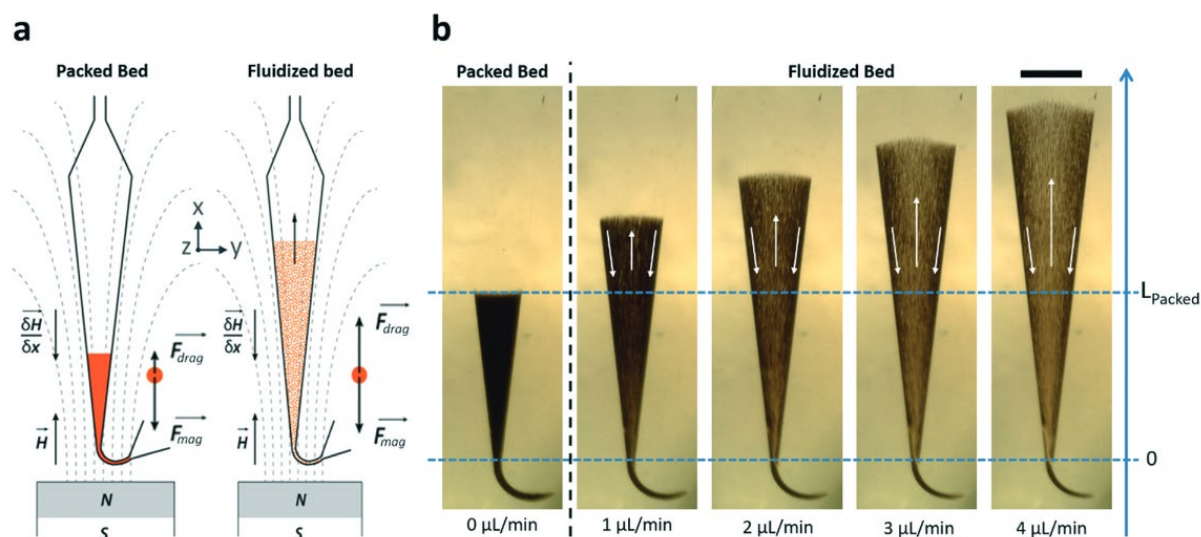 a
Packed Bed
Fluidized bed
x
z
y
δH
δx
F drag
H
F mag
N
S
δH
δx
F drag
H
F mag
N
S
b
Packed Bed
Fluidized Bed
L Packed
0
0 µL/min
1 µL/min
2 µL/min
3 µL/min
4 µL/min